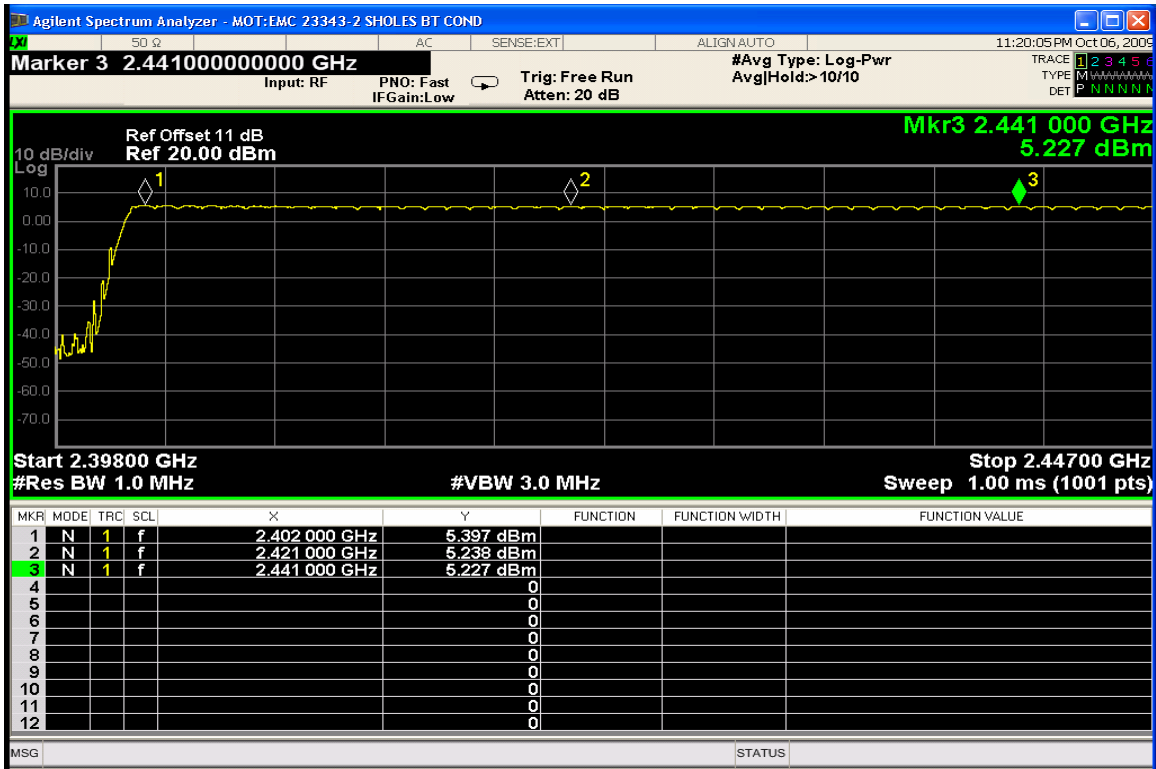 Agilent Spectrum Analyzer - MOT:EMC 23343-2 SHOLES BT COND
LXI 50 Ω AC SENSE:EXT ALIGN AUTO 11:20:05 PM Oct 06, 2009
Marker 3 2.441000000000 GHz
#Avg Type: Log-Pwr
TRACE 1 2 3 4 5 6
Input: RF PNO: Fast Trig: Free Run Avg|Hold:>10/10
TYPE M
IFGain:Low Atten: 20 dB
DET P N N N N N
Mkr3 2.441 000 GHz
5.227 dBm
Ref Offset 11 dB
10 dB/div Ref 20.00 dBm
Log
1
2
3
10.0
0.00
-10.0
-20.0
-30.0
-40.0
-50.0
-60.0
-70.0
Start 2.39800 GHz Stop 2.44700 GHz
#Res BW 1.0 MHz #VBW 3.0 MHz Sweep 1.00 ms (1001 pts)
MKR MODE TRC SCL X Y FUNCTION FUNCTION WIDTH FUNCTION VALUE
1 N 1 f 2.402 000 GHz 5.397 dBm
2 N 1 f 2.421 000 GHz 5.238 dBm
3 N 1 f 2.441 000 GHz 5.227 dBm
4 0
5 0
6 0
7 0
8 0
9 0
10 0
11 0
12 0
MSG STATUS